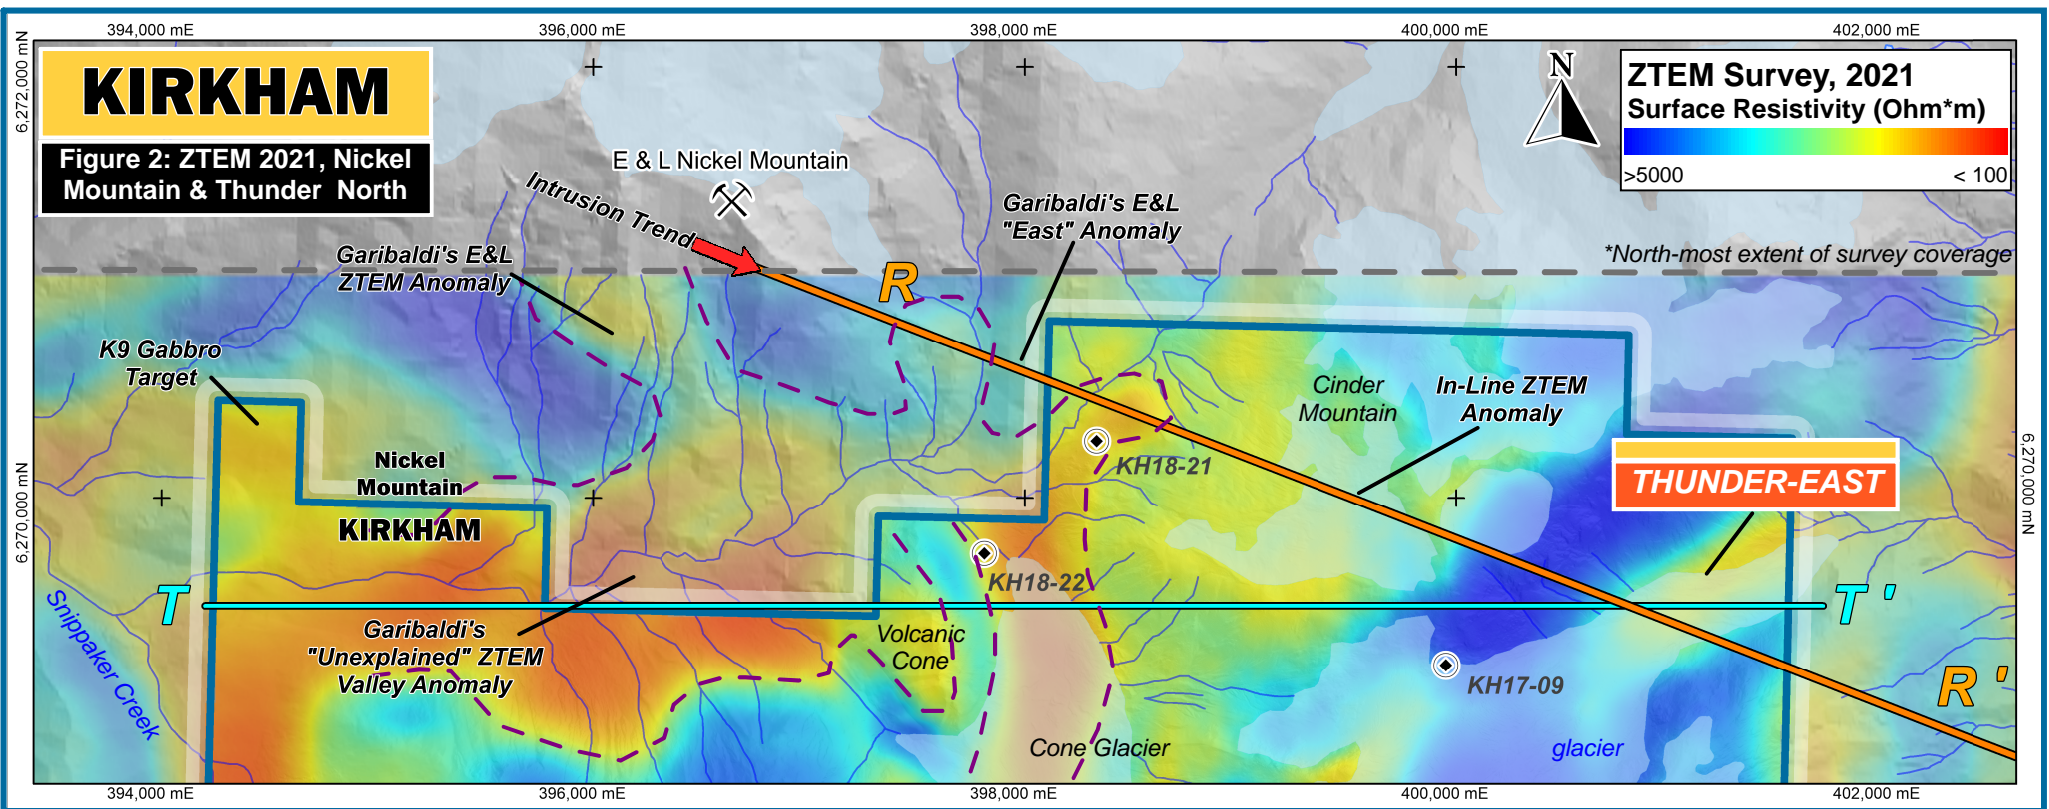 394,000 mE
396,000 mE
398,000 mE
400,000 mE
402,000 mE
6,272,000 mN
KIRKHAM
Figure 2: ZTEM 2021, Nickel
Mountain & Thunder  North
N
ZTEM Survey, 2021
Surface Resistivity (Ohm*m)
>5000
< 100
E & L Nickel Mountain
Intrusion Trend
Garibaldi's E&L
"East" Anomaly
Garibaldi's E&L
ZTEM Anomaly
*North-most extent of survey coverage
R
K9 Gabbro
Target
Cinder
Mountain
In-Line ZTEM
Anomaly
Nickel
Mountain
KIRKHAM
KH18-21
THUNDER-EAST
6,270,000 mN
6,270,000 mN
KH18-22
T
T '
Snippaker Creek
Garibaldi's
"Unexplained" ZTEM
Valley Anomaly
Volcanic
Cone
KH17-09
R '
Cone Glacier
glacier
394,000 mE
396,000 mE
398,000 mE
400,000 mE
402,000 mE